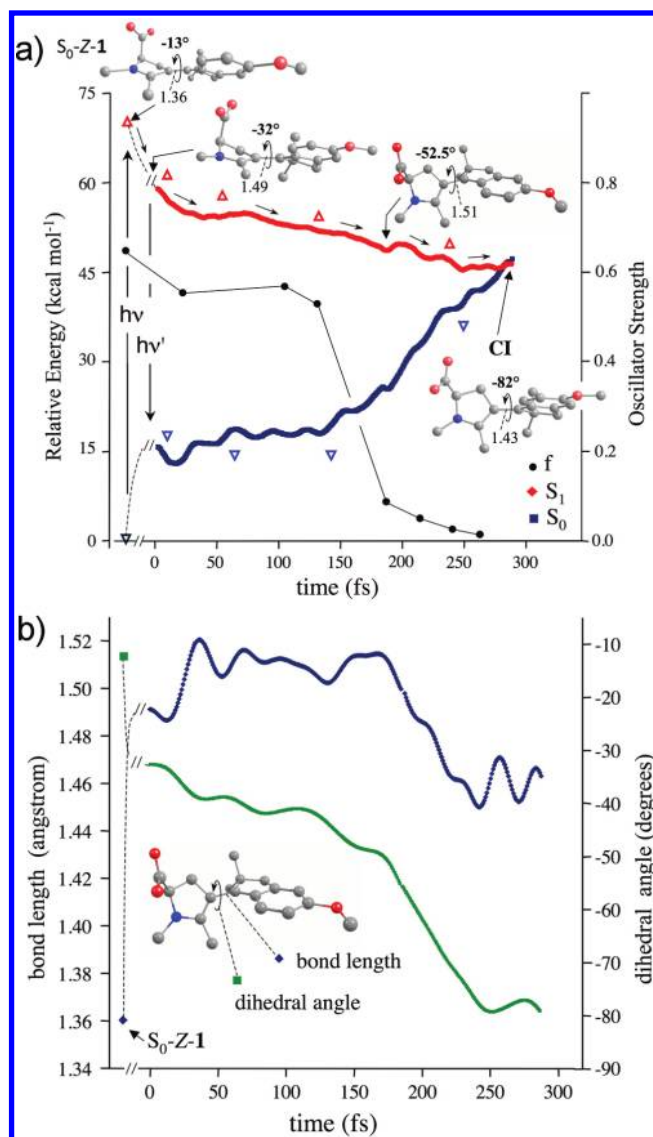 a)
S0-Z-1
-13°
1.36
-32°
1.49
-52.5°
1.51
-82°
1.43
hν
hν'
CI
f
S1
S0
Relative Energy (kcal mol-1)
75
60
45
30
15
0
Oscillator Strength
0.8
0.6
0.4
0.2
0.0
0 50 100 150 200 250 300
time (fs)
b)
bond length (angstrom)
1.52
1.50
1.48
1.46
1.44
1.42
1.40
1.38
1.36
1.34
dihedral angle (degrees)
-10
-20
-30
-40
-50
-60
-70
-80
-90
bond length
dihedral angle
S0-Z-1
0 50 100 150 200 250 300
time (fs)